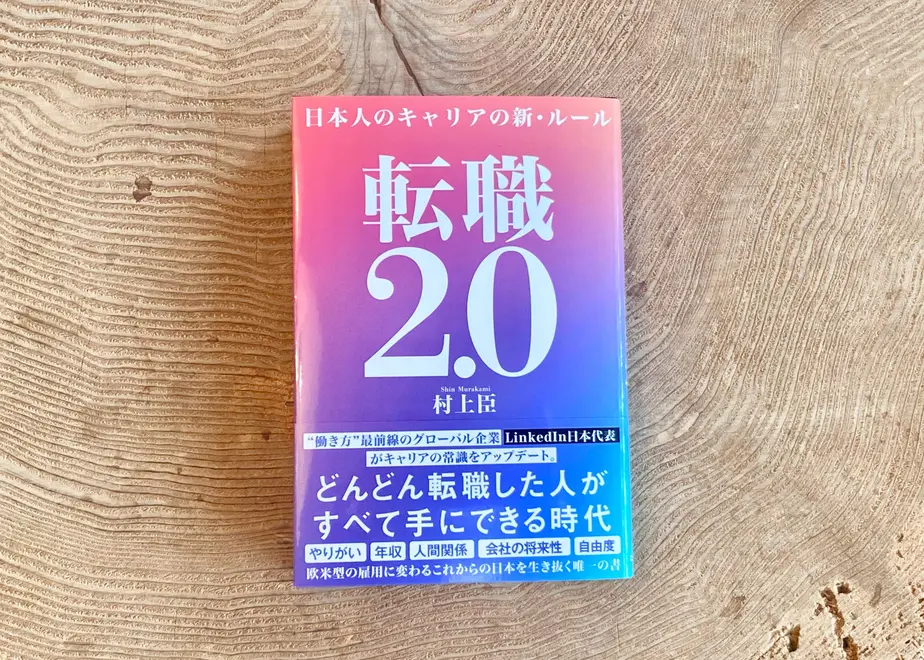 日本人のキャリアの新・ルール
転職
2.0
Shin Murakami
村上臣
“働き方”最前線のグローバル企業 LinkedIn日本代表
がキャリアの常識をアップデート。
どんどん転職した人が
すべて手にできる時代
やりがい 年収 人間関係 会社の将来性 自由度
欧米型の雇用に変わるこれからの日本を生き抜く唯一の書